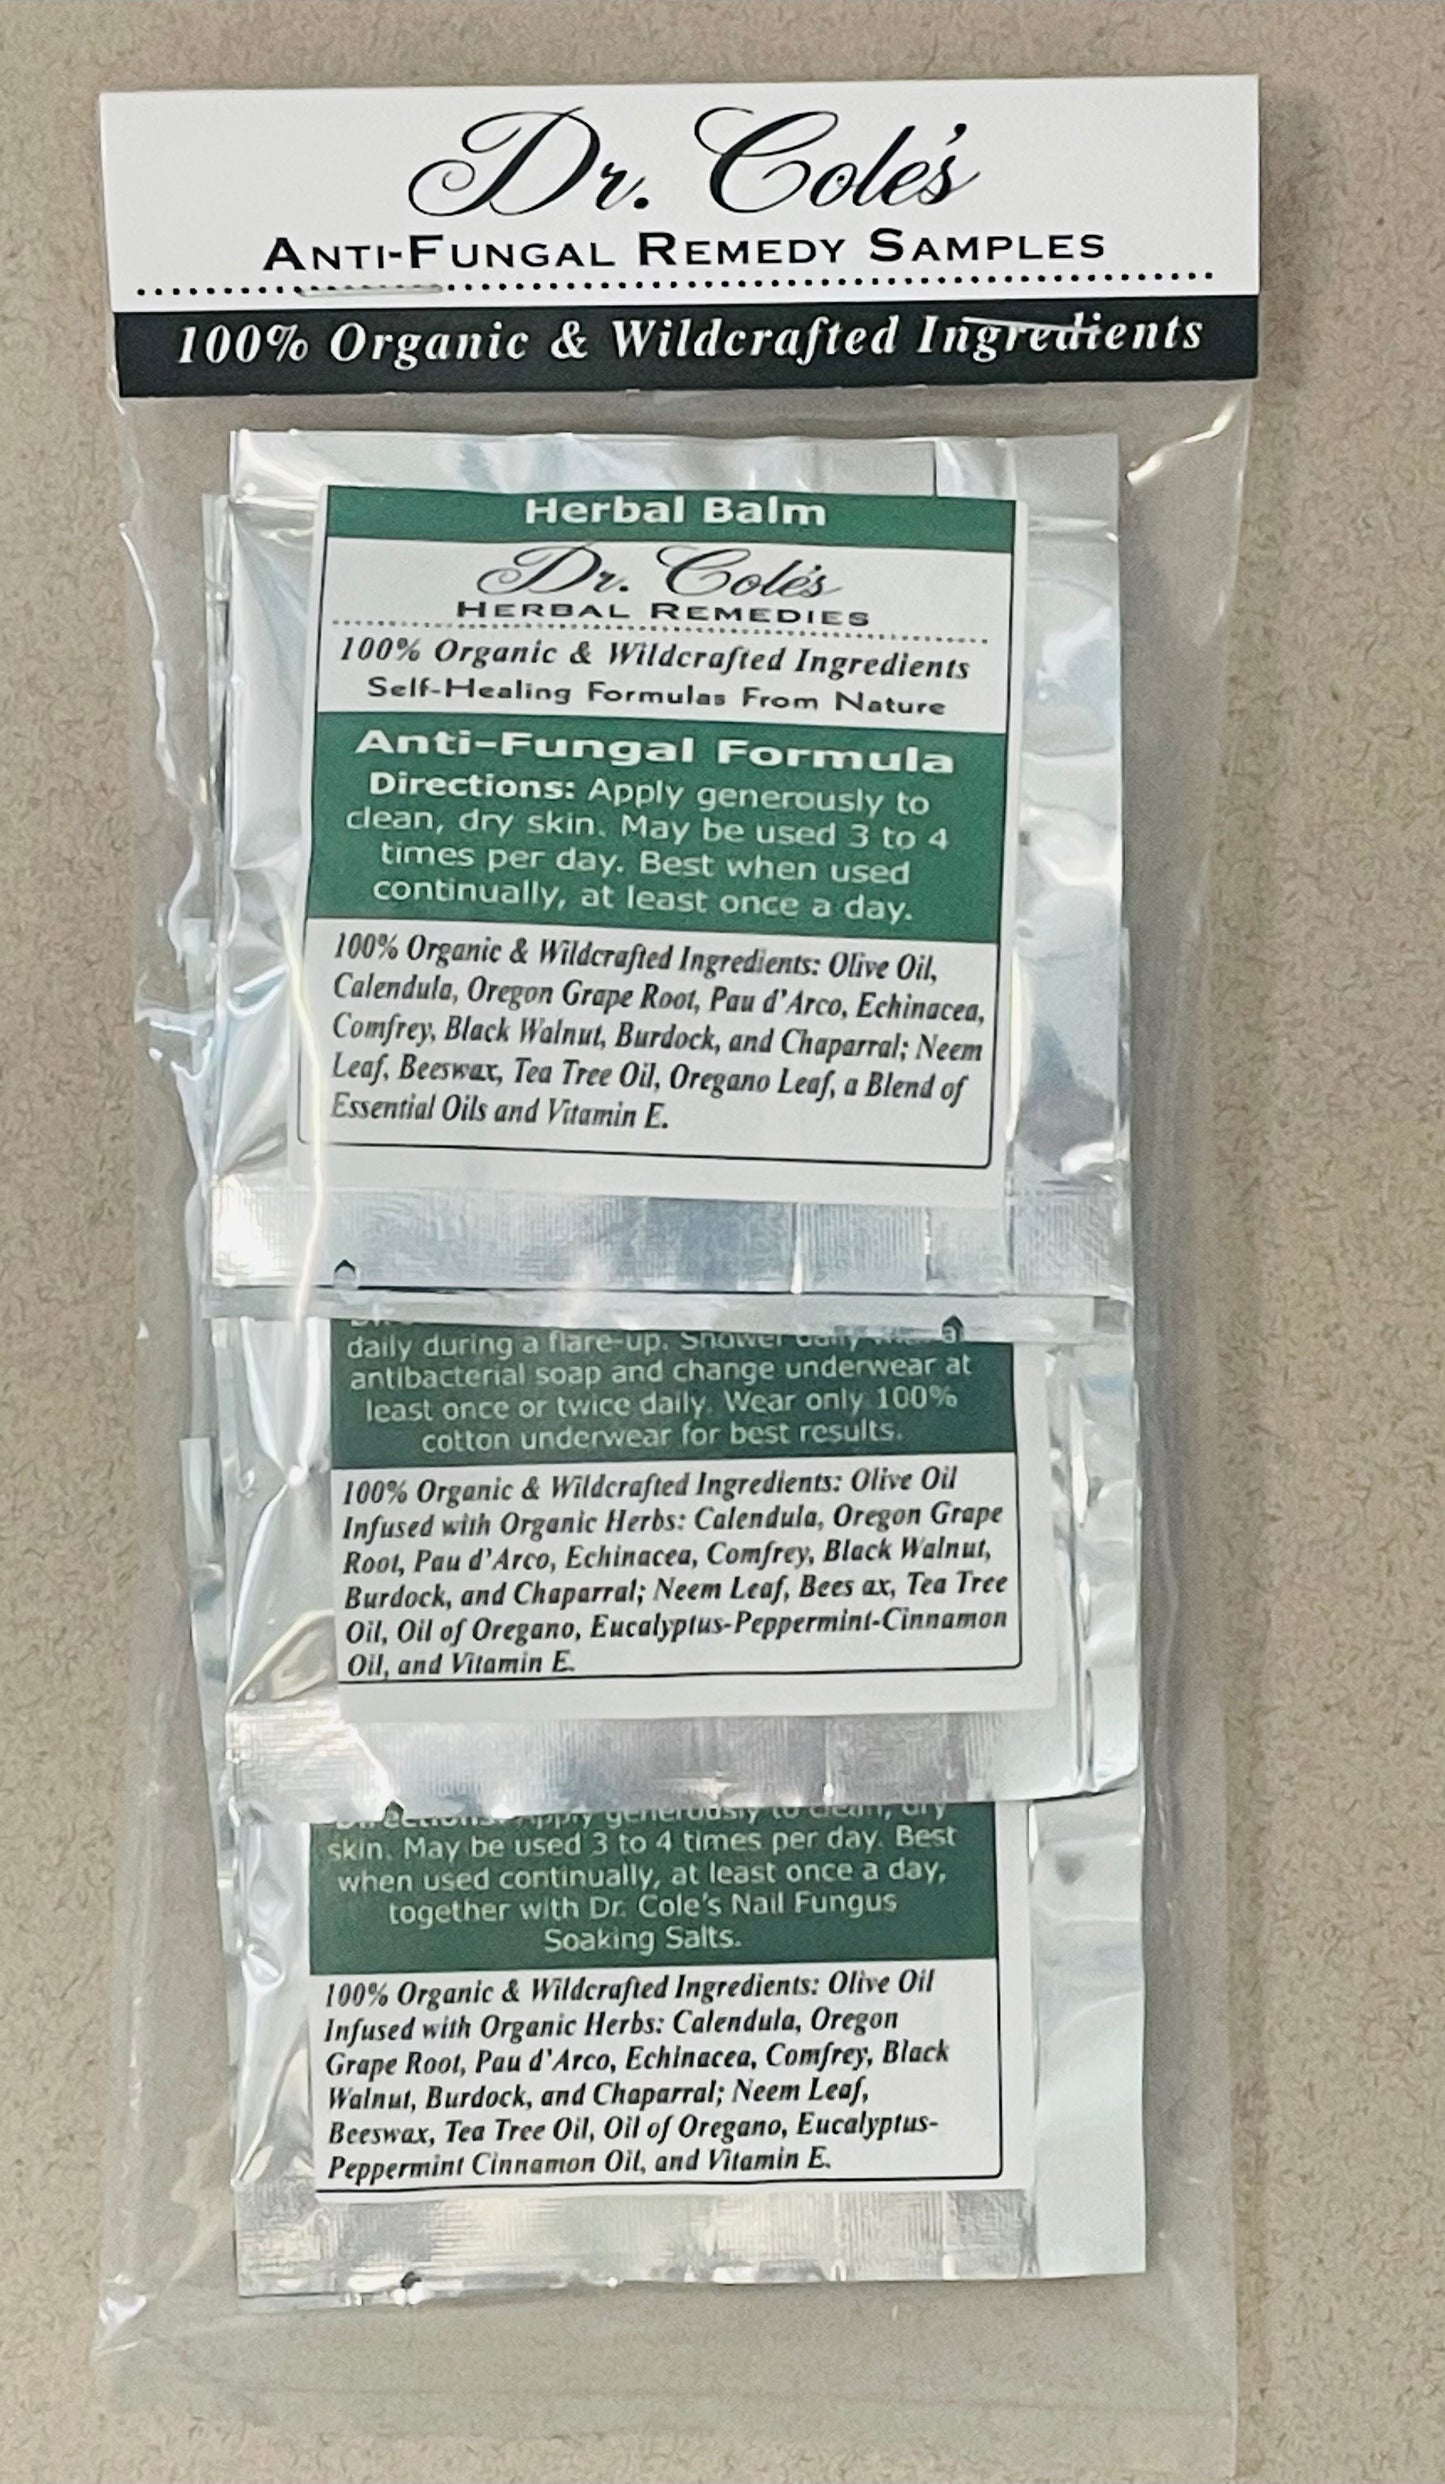 Dr. Cole's
ANTI-FUNGAL REMEDY SAMPLES
100% Organic & Wildcrafted Ingredients
Herbal Balm
Dr. Cole's
HERBAL REMEDIES
100% Organic & Wildcrafted Ingredients
Self-Healing Formulas From Nature
Anti-Fungal Formula
Directions: Apply generously to
clean, dry skin. May be used 3 to 4
times per day. Best when used
continually, at least once a day.
100% Organic & Wildcrafted Ingredients: Olive Oil,
Calendula, Oregon Grape Root, Pau d'Arco, Echinacea,
Comfrey, Black Walnut, Burdock, and Chaparral; Neem
Leaf, Beeswax, Tea Tree Oil, Oregano Leaf, a Blend of
Essential Oils and Vitamin E.
daily during a flare-up. Shower daily
antibacterial soap and change underwear at
least once or twice daily. Wear only 100%
cotton underwear for best results.
100% Organic & Wildcrafted Ingredients: Olive Oil
Infused with Organic Herbs: Calendula, Oregon Grape
Root, Pau d'Arco, Echinacea, Comfrey, Black Walnut,
Burdock, and Chaparral; Neem Leaf, Bees ax, Tea Tree
Oil, Oil of Oregano, Eucalyptus-Peppermint-Cinnamon
Oil, and Vitamin E.
Directions: Apply generously to clean, dry
skin. May be used 3 to 4 times per day. Best
when used continually, at least once a day,
together with Dr. Cole's Nail Fungus
Soaking Salts.
100% Organic & Wildcrafted Ingredients: Olive Oil
Infused with Organic Herbs: Calendula, Oregon
Grape Root, Pau d'Arco, Echinacea, Comfrey, Black
Walnut, Burdock, and Chaparral; Neem Leaf,
Beeswax, Tea Tree Oil, Oil of Oregano, Eucalyptus-
Peppermint Cinnamon Oil, and Vitamin E.